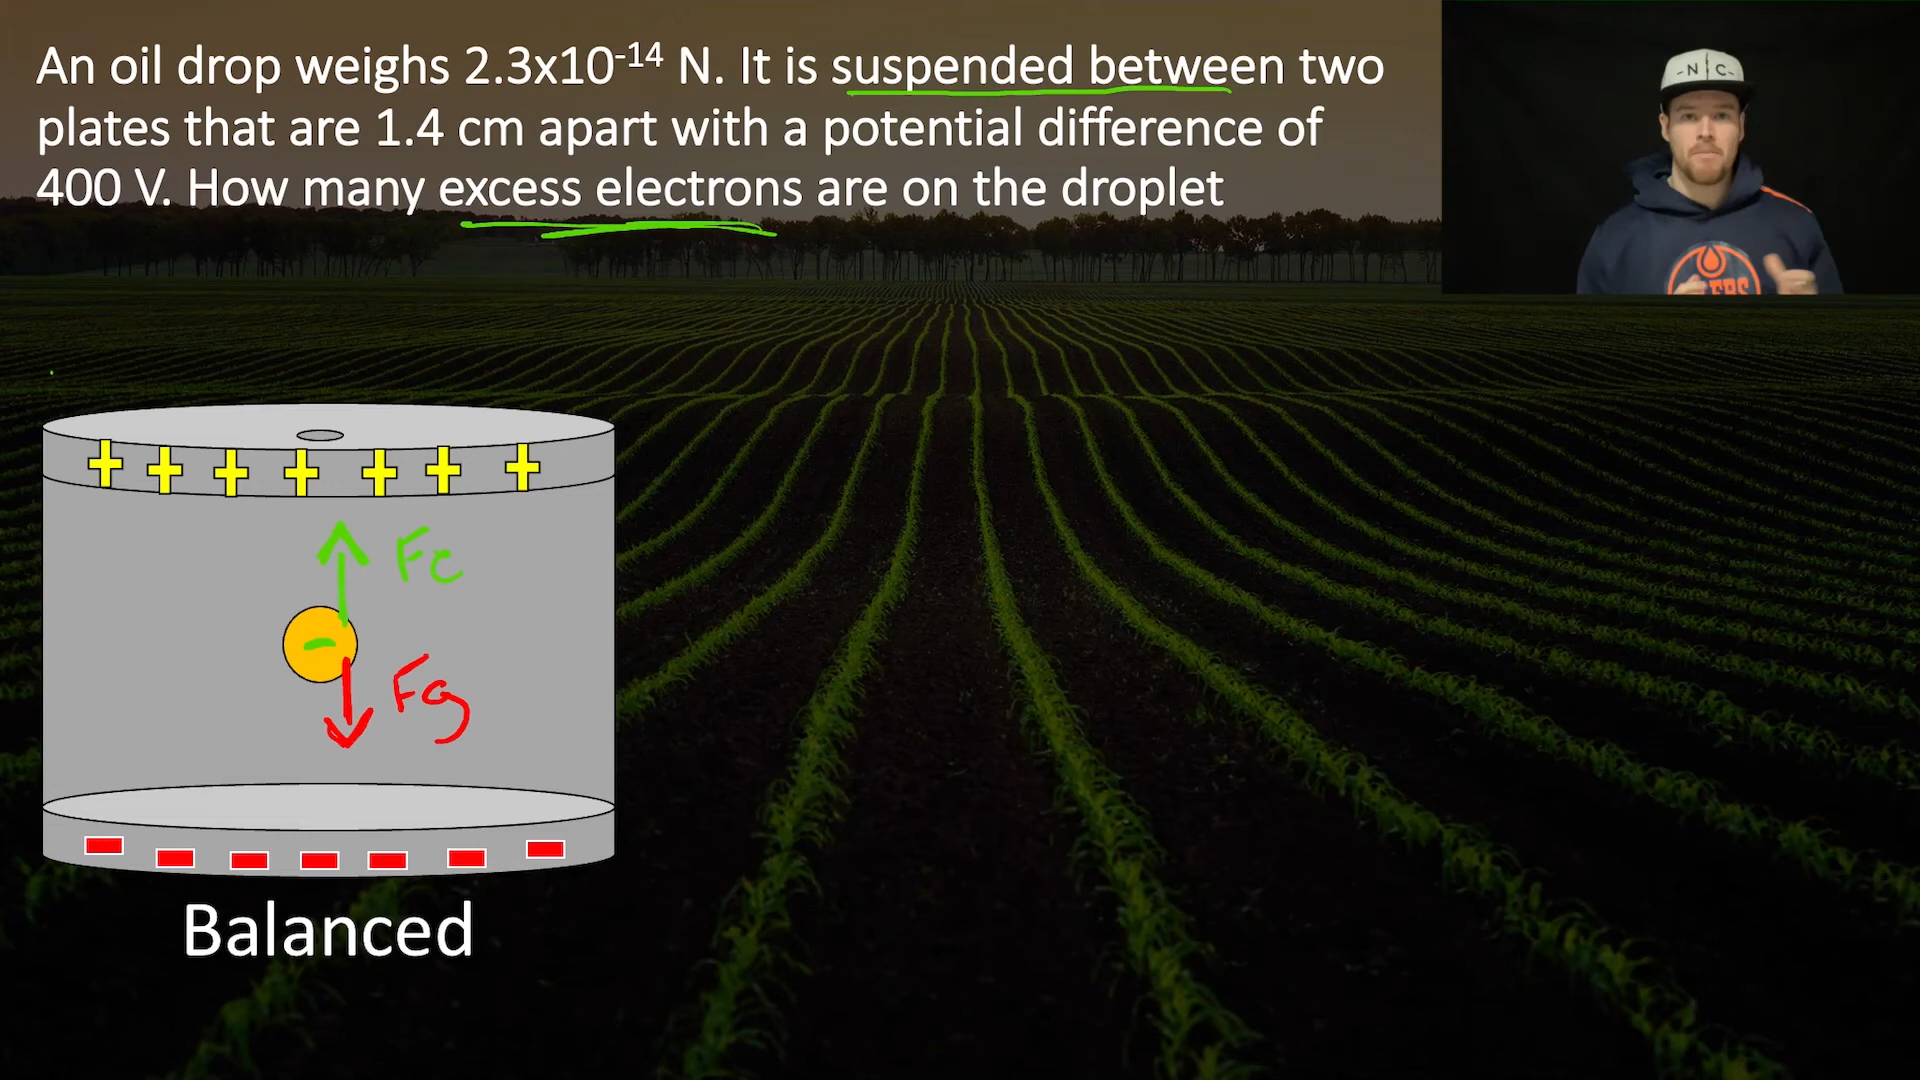 An oil drop weighs 2.3x10⁻¹⁴ N. It is suspended between two
plates that are 1.4 cm apart with a potential difference of
400 V. How many excess electrons are on the droplet
-N|C-
+ + + + + + +
Fe
-
Fg
Balanced